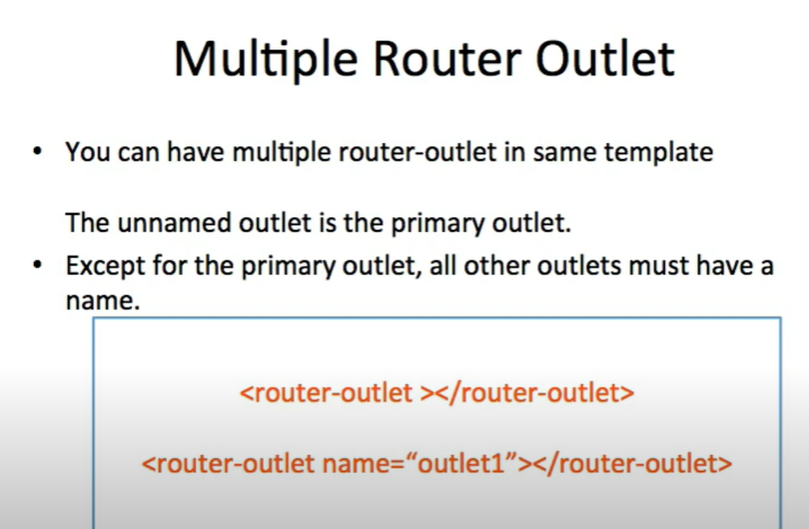 Multiple Router Outlet
• You can have multiple router-outlet in same template
The unnamed outlet is the primary outlet.
• Except for the primary outlet, all other outlets must have a
name.
<router-outlet ></router-outlet>
<router-outlet name=“outlet1”></router-outlet>